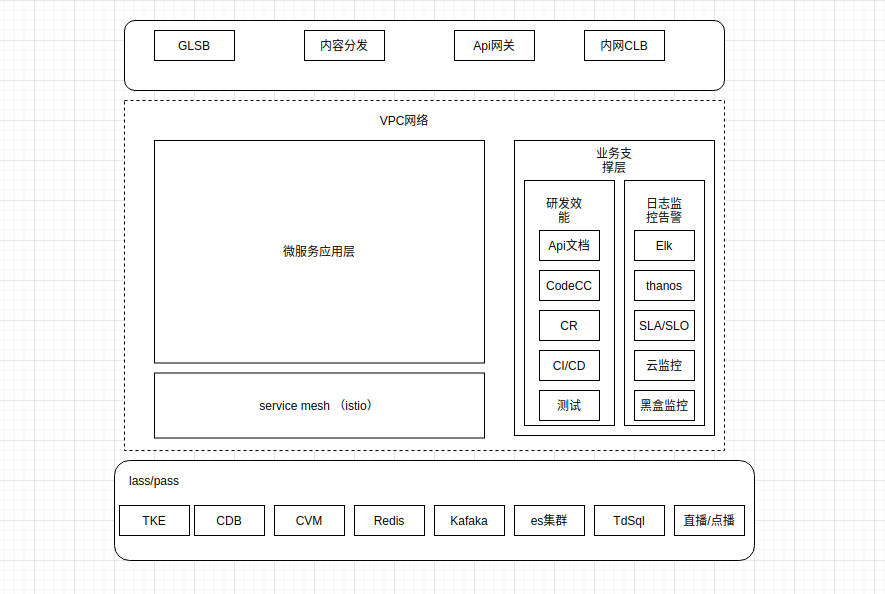 GLSB
内容分发
Api网关
内网CLB
VPC网络
微服务应用层
service mesh （istio）
业务支
撑层
研发效
能
Api文档
CodeCC
CR
CI/CD
测试
日志监
控告警
Elk
thanos
SLA/SLO
云监控
黑盒监控
lass/pass
TKE
CDB
CVM
Redis
Kafaka
es集群
TdSql
直播/点播